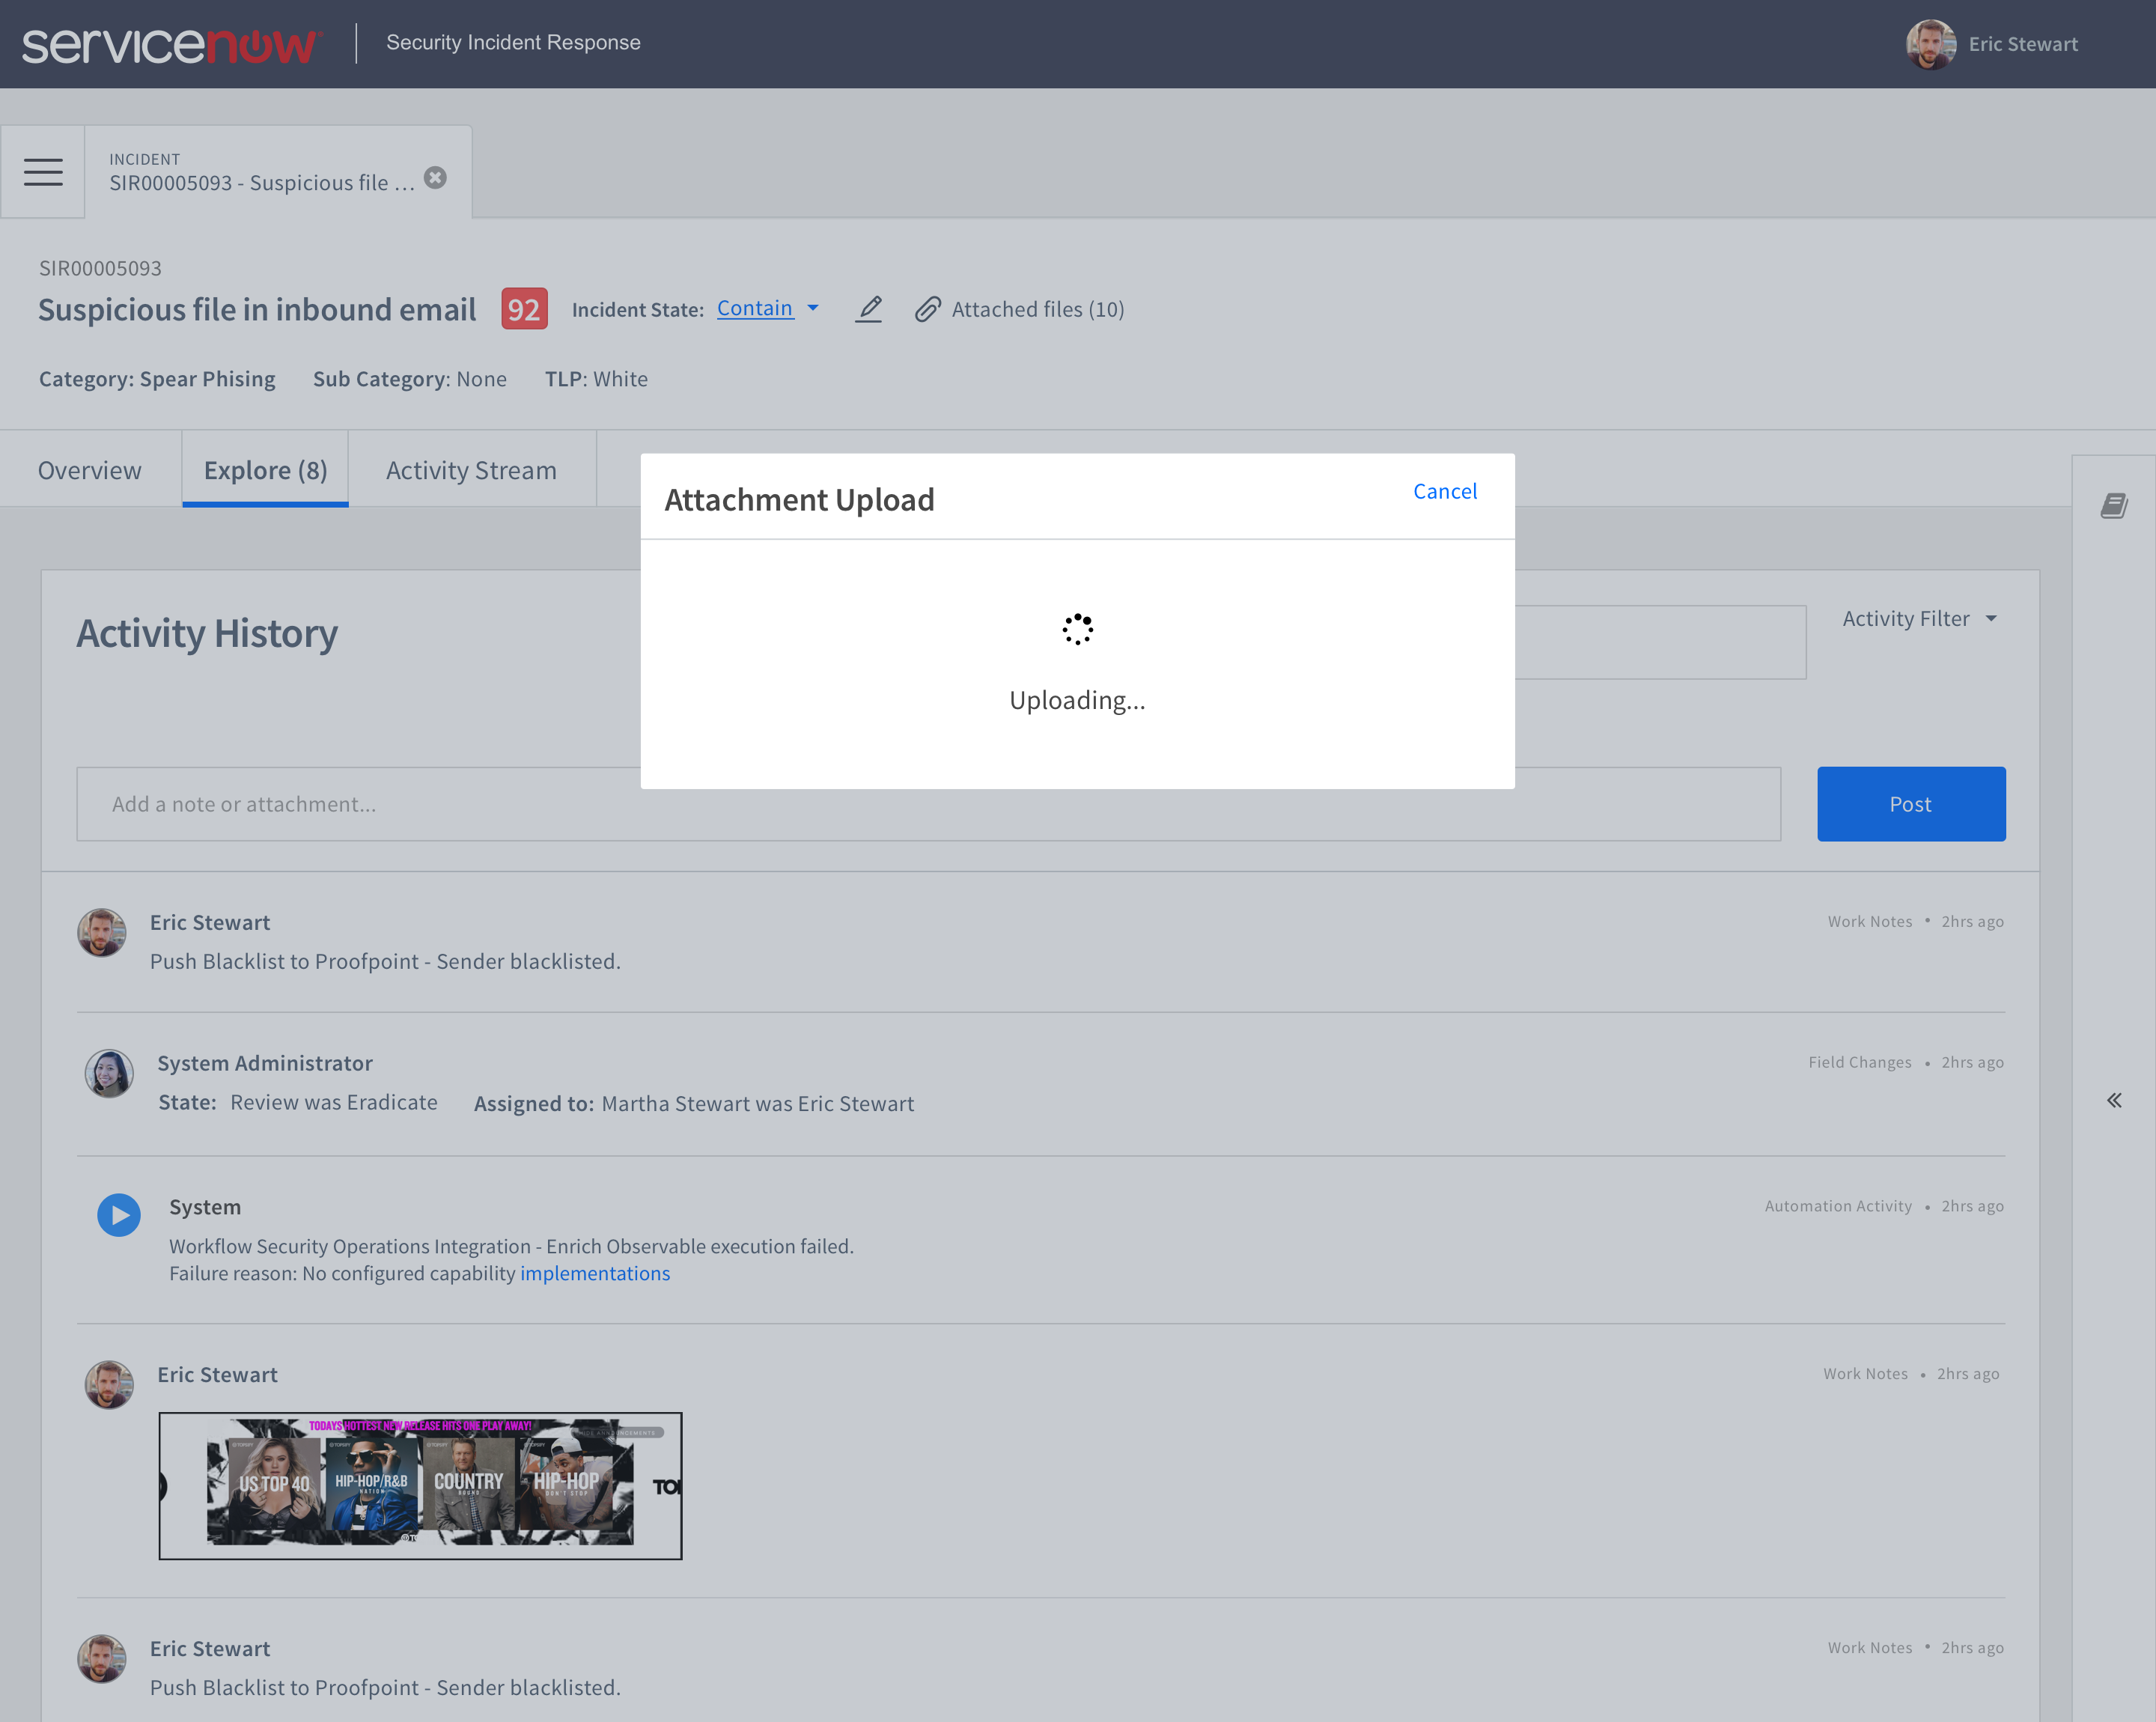 servicenow
Security Incident Response
Eric Stewart
INCIDENT
SIR00005093 - Suspicious file ...
SIR00005093
Suspicious file in inbound email
92
Incident State: Contain
Attached files (10)
Category: Spear Phising
Sub Category: None
TLP: White
Overview
Explore (8)
Activity Stream
Attachment Upload
Cancel
Uploading...
Activity History
Activity Filter
Add a note or attachment...
Post
Eric Stewart
Work Notes • 2hrs ago
Push Blacklist to Proofpoint - Sender blacklisted.
System Administrator
Field Changes • 2hrs ago
State: Review was Eradicate
Assigned to: Martha Stewart was Eric Stewart
System
Automation Activity • 2hrs ago
Workflow Security Operations Integration - Enrich Observable execution failed.
Failure reason: No configured capability implementations
Eric Stewart
Work Notes • 2hrs ago
TODAYS HOTTEST NEW RELEASE HITS ONE PLAY AWAY!
US TOP 40
HIP-HOP/R&B
NATION
COUNTRY
HIP-HOP
DON'T STOP
Eric Stewart
Work Notes • 2hrs ago
Push Blacklist to Proofpoint - Sender blacklisted.